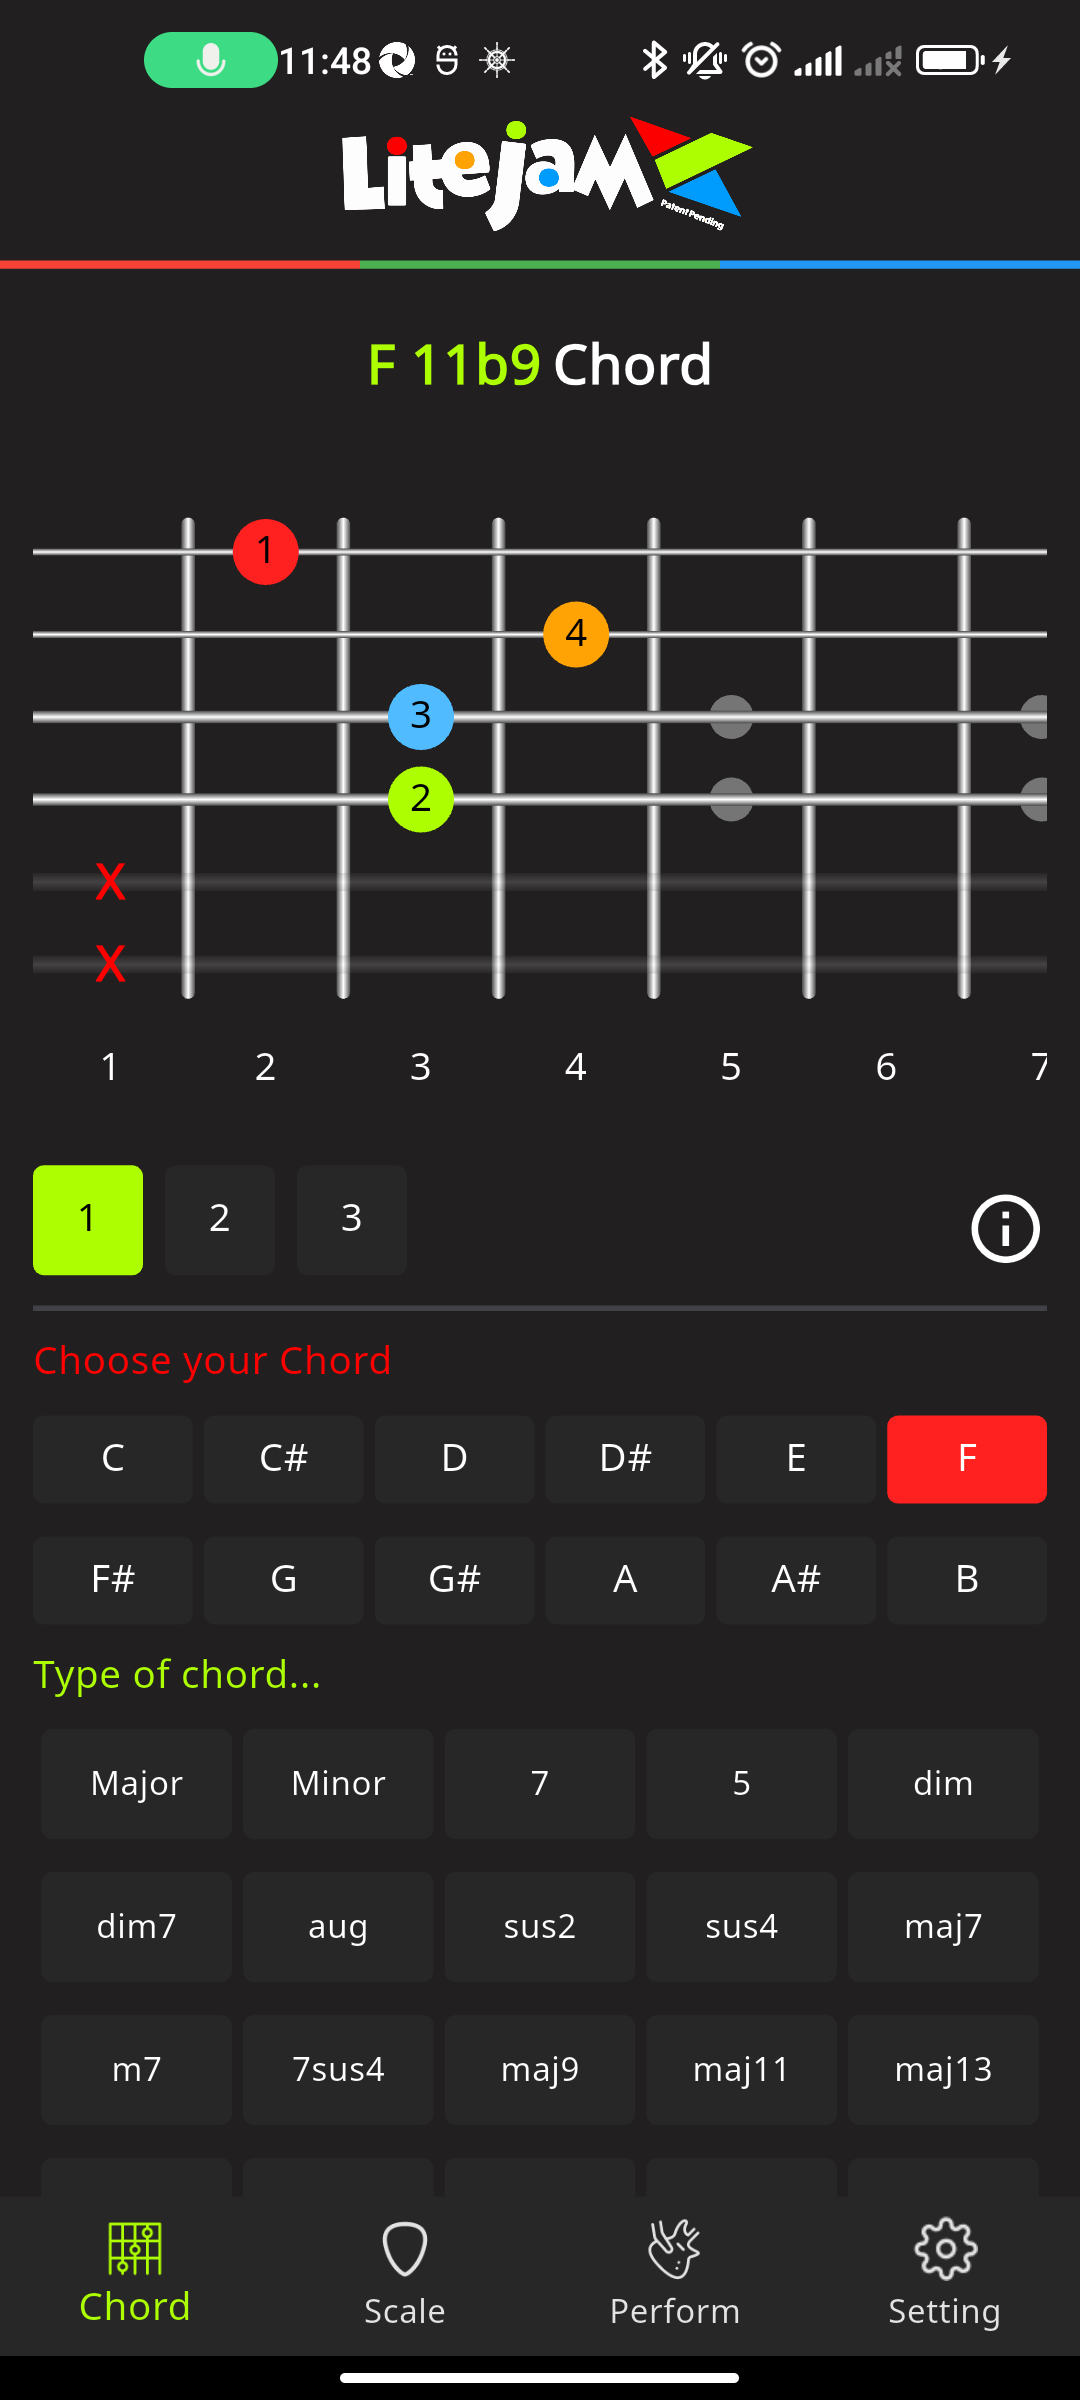 11:48
Litejam
Patent Pending
F 11b9 Chord
1
4
3
2
X
X
1 2 3 4 5 6 7
1 2 3
Choose your Chord
C C# D D# E F
F# G G# A A# B
Type of chord...
Major Minor 7 5 dim
dim7 aug sus2 sus4 maj7
m7 7sus4 maj9 maj11 maj13
Chord Scale Perform Setting